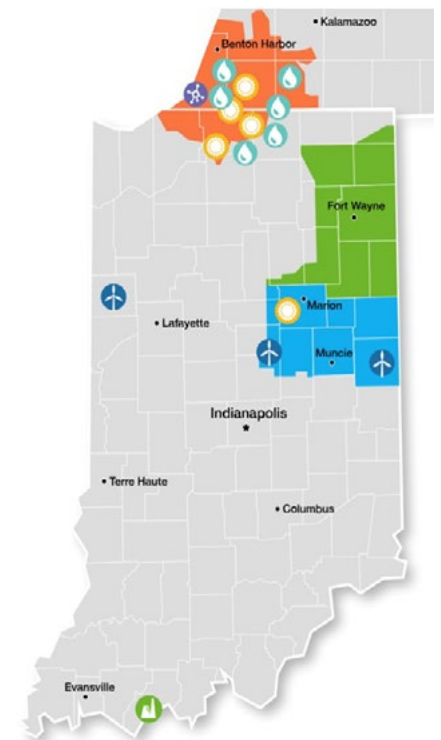 Kalamazoo
Benton Harbor
Fort Wayne
Marion
Lafayette
Muncie
Indianapolis
Terre Haute
Columbus
Evansville